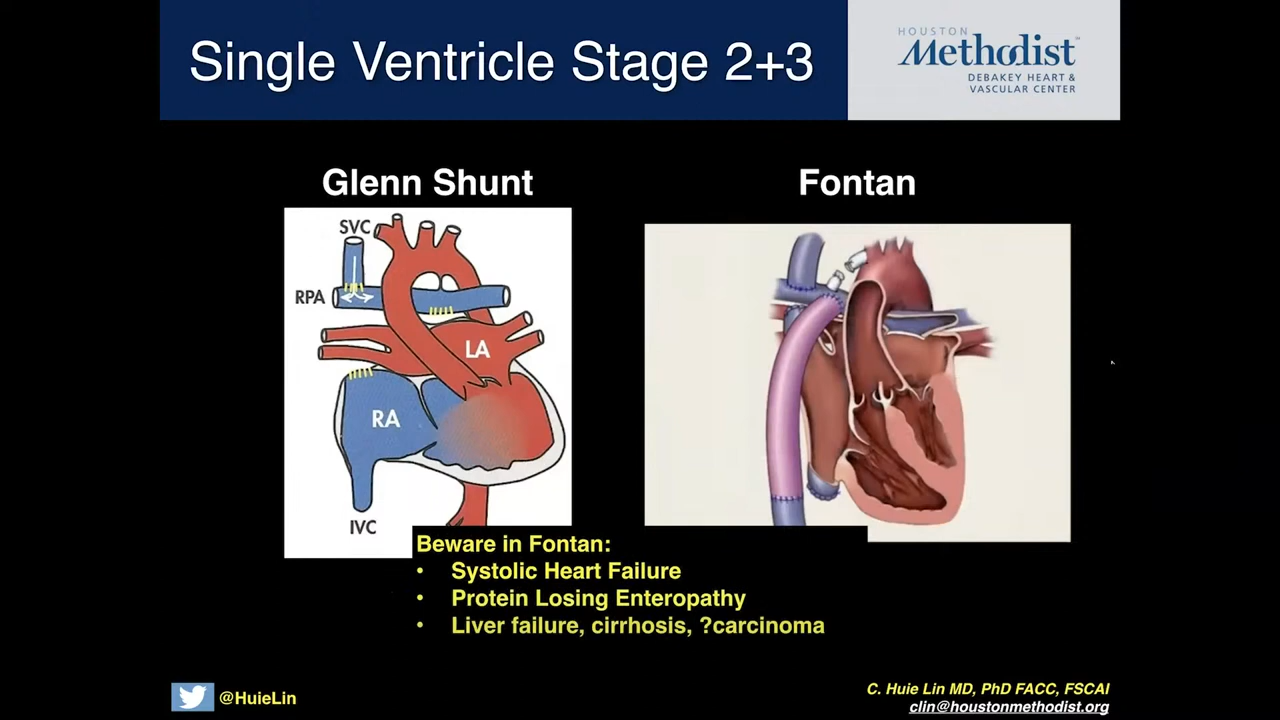 Single Ventricle Stage 2+3
HOUSTON
Methodist
DEBAKEY HEART &
VASCULAR CENTER
Glenn Shunt
Fontan
SVC
RPA
LA
RA
IVC
Beware in Fontan:
• Systolic Heart Failure
• Protein Losing Enteropathy
• Liver failure, cirrhosis, ?carcinoma
@HuieLin
C. Huie Lin MD, PhD FACC, FSCAI
clin@houstonmethodist.org